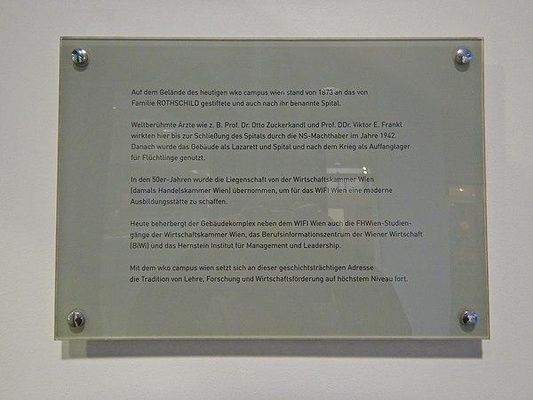 Auf dem Gelände des heutigen wko campus wien stand von 1873 an das von
Familie ROTHSCHILD gestiftete und auch nach ihr benannte Spital.
Weltberühmte Ärzte wie z. B. Prof. Dr. Otto Zuckerkandl und Prof. DDr. Viktor E. Frankl
wirkten hier bis zur Schließung des Spitals durch die NS-Machthaber im Jahre 1942.
Danach wurde das Gebäude als Lazarett und Spital und nach dem Krieg als Auffanglager
für Flüchtlinge genutzt.
In den 50er-Jahren wurde die Liegenschaft von der Wirtschaftskammer Wien
(damals Handelskammer Wien) übernommen, um für das WIFI Wien eine moderne
Ausbildungsstätte zu schaffen.
Heute beherbergt der Gebäudekomplex neben dem WIFI Wien auch die FHWien-Studien-
gänge der Wirtschaftskammer Wien, das Berufsinformationszentrum der Wiener Wirtschaft
(BiWi) und das Hernstein Institut für Management und Leadership.
Mit dem wko campus wien setzt sich an dieser geschichtsträchtigen Adresse
die Tradition von Lehre, Forschung und Wirtschaftsförderung auf höchstem Niveau fort.